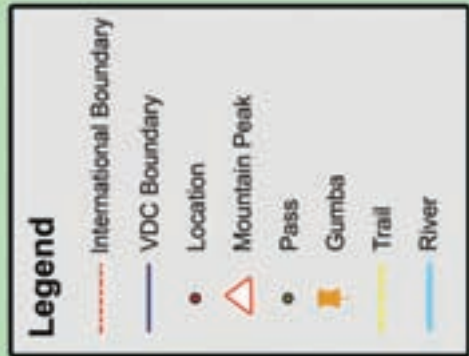 Legend
International Boundary
VDC Boundary
Location
Mountain Peak
Pass
Gumba
Trail
River